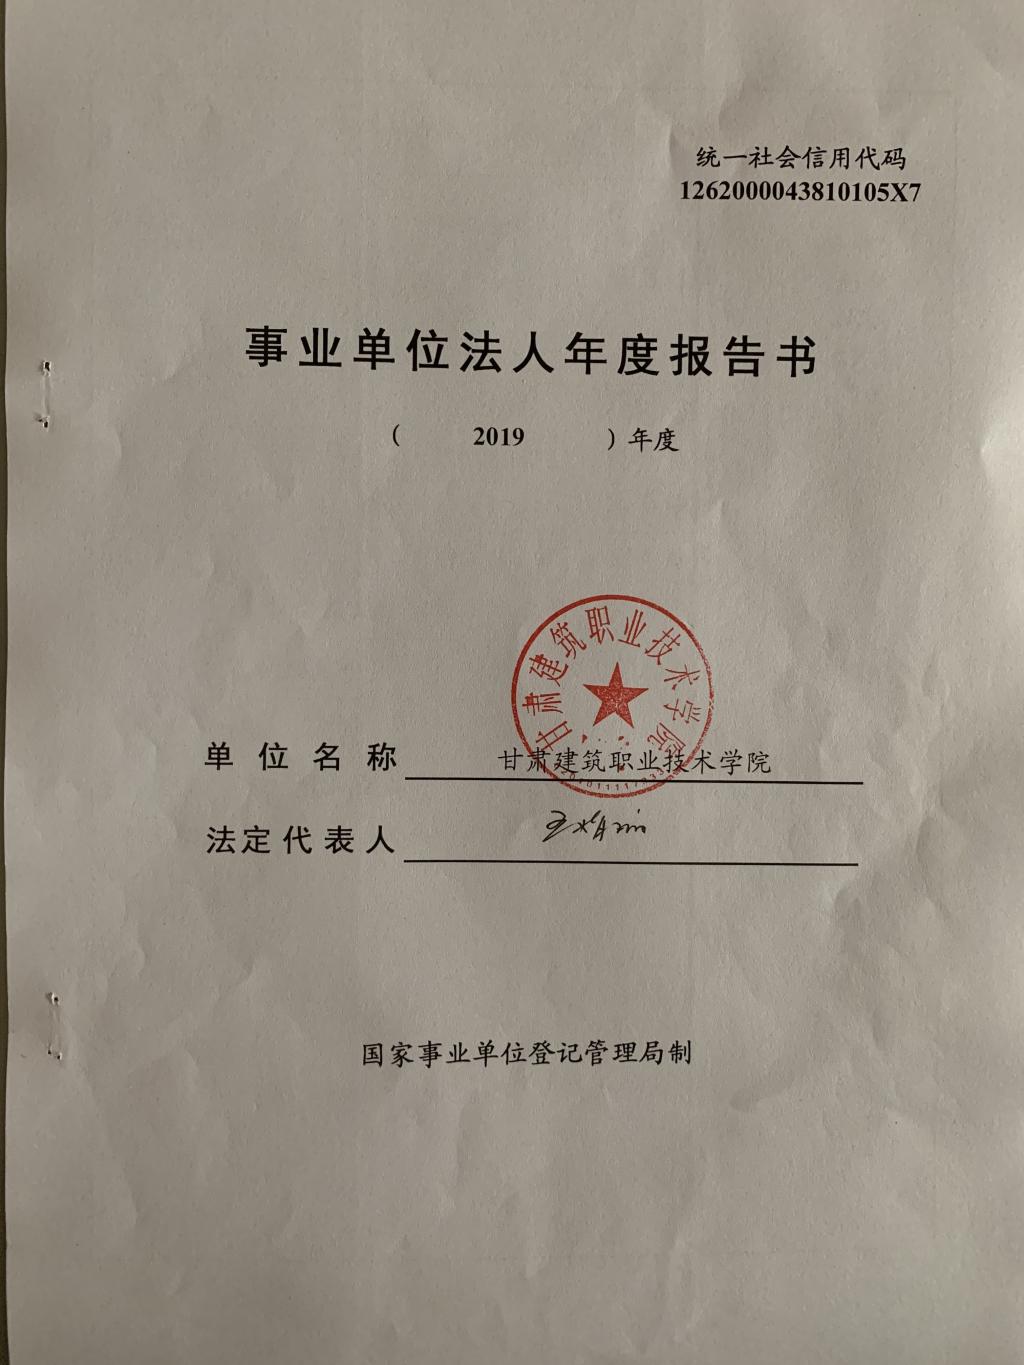 统一社会信用代码
1262000043810105X7
事业单位法人年度报告书
（ 2019 ）年度
甘肃建筑职业技术学院
单位名称 甘肃建筑职业技术学院
法定代表人
国家事业单位登记管理局制